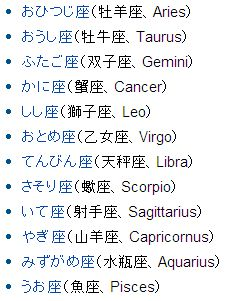 おひつじ座(牡羊座、Aries)
おうし座(牡牛座、Taurus)
ふたご座(双子座、Gemini)
かに座(蟹座、Cancer)
しし座(獅子座、Leo)
おとめ座(乙女座、Virgo)
てんびん座(天秤座、Libra)
さそり座(蠍座、Scorpio)
いて座(射手座、Sagittarius)
やぎ座(山羊座、Capricornus)
みずがめ座(水瓶座、Aquarius)
うお座(魚座、Pisces)